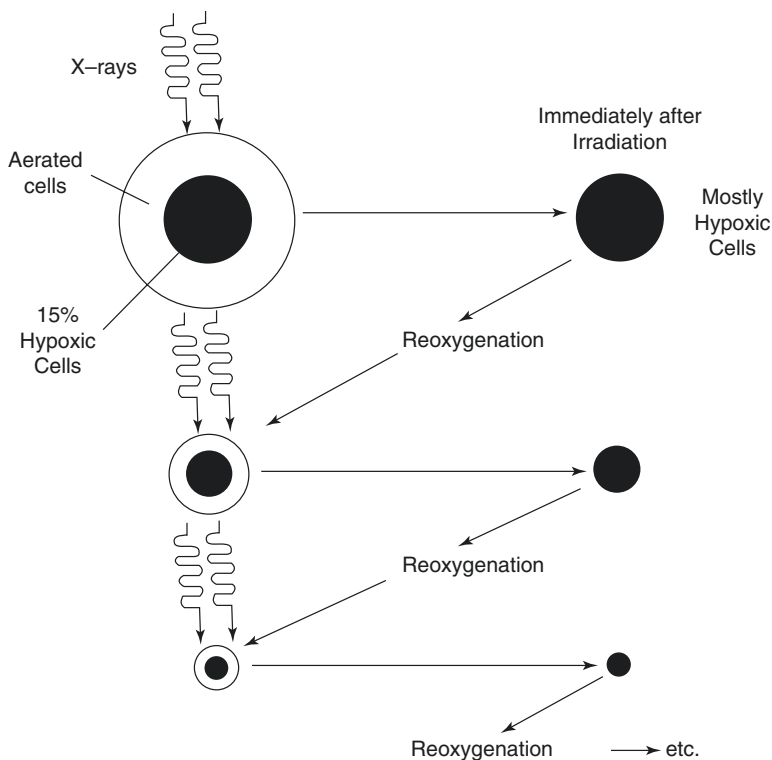 X–rays
Immediately after
Irradiation
Aerated
cells
Mostly
Hypoxic
Cells
15%
Hypoxic
Cells
Reoxygenation
Reoxygenation
Reoxygenation
etc.